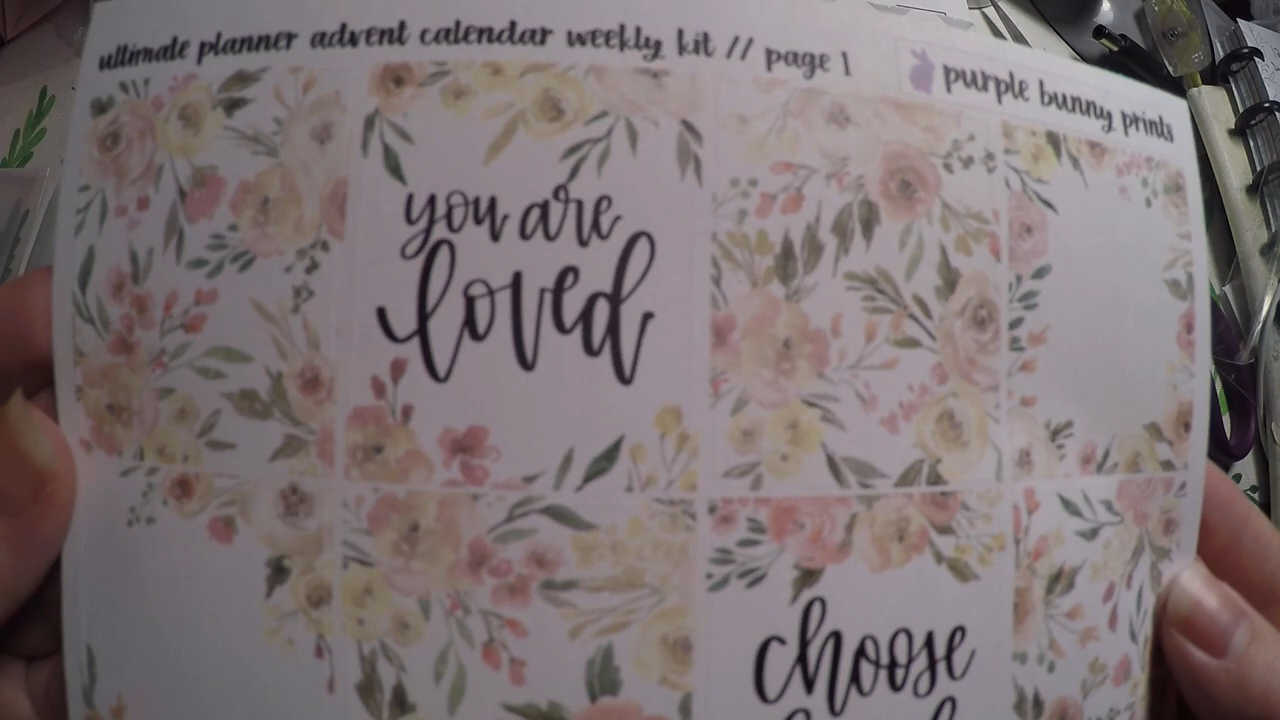 ultimate planner advent calendar weekly kit // page 1
purple bunny prints
you are
loved
choose